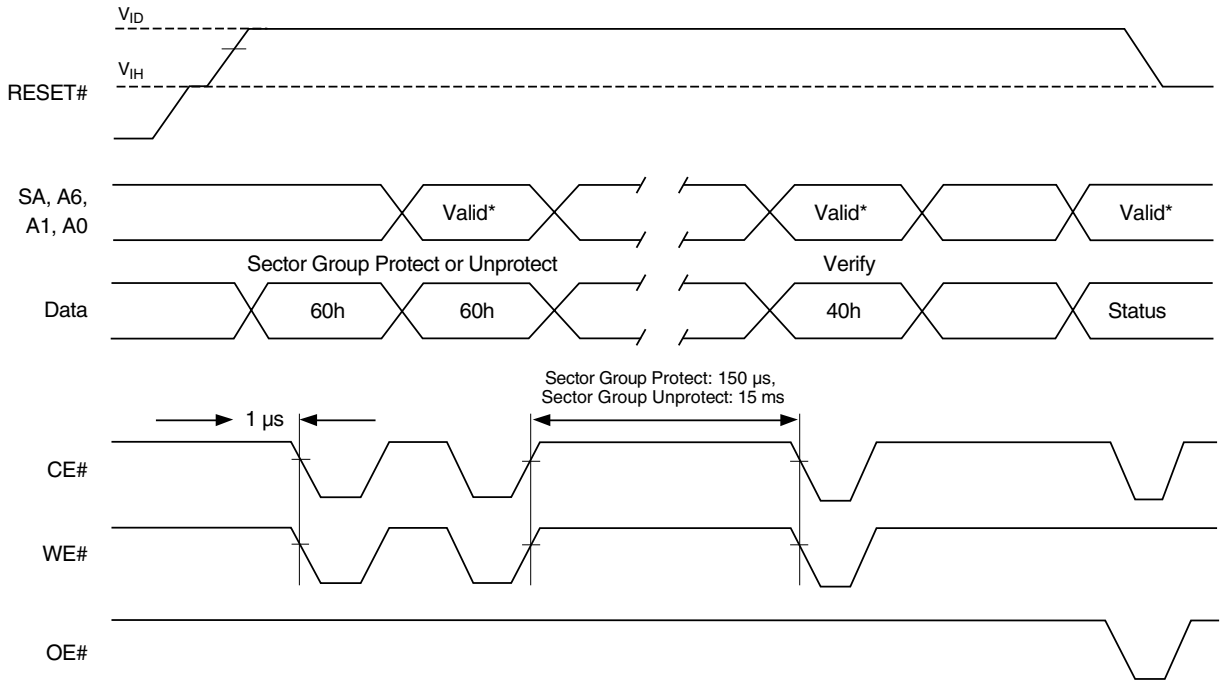 VID
VIH
RESET#
SA, A6,
A1, A0
Valid*
Valid*
Valid*
Sector Group Protect or Unprotect
Verify
Data
60h
60h
40h
Status
Sector Group Protect: 150 µs,
Sector Group Unprotect: 15 ms
1 µs
CE#
WE#
OE#